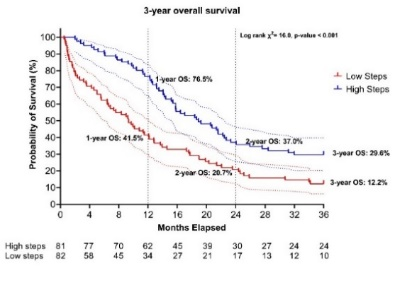 3-year overall survival
Log rank χ²= 16.0, p-value < 0.001
Low Steps
High Steps
Probability of Survival (%)
100
90
80
70
60
50
40
30
20
10
0
1-year OS: 76.5%
1-year OS: 41.5%
2-year OS: 37.0%
2-year OS: 20.7%
3-year OS: 29.6%
3-year OS: 12.2%
0 4 8 12 16 20 24 28 32 36
Months Elapsed
High steps 81 77 70 62 45 39 30 27 24 24
Low steps 82 58 45 34 27 21 17 13 12 10